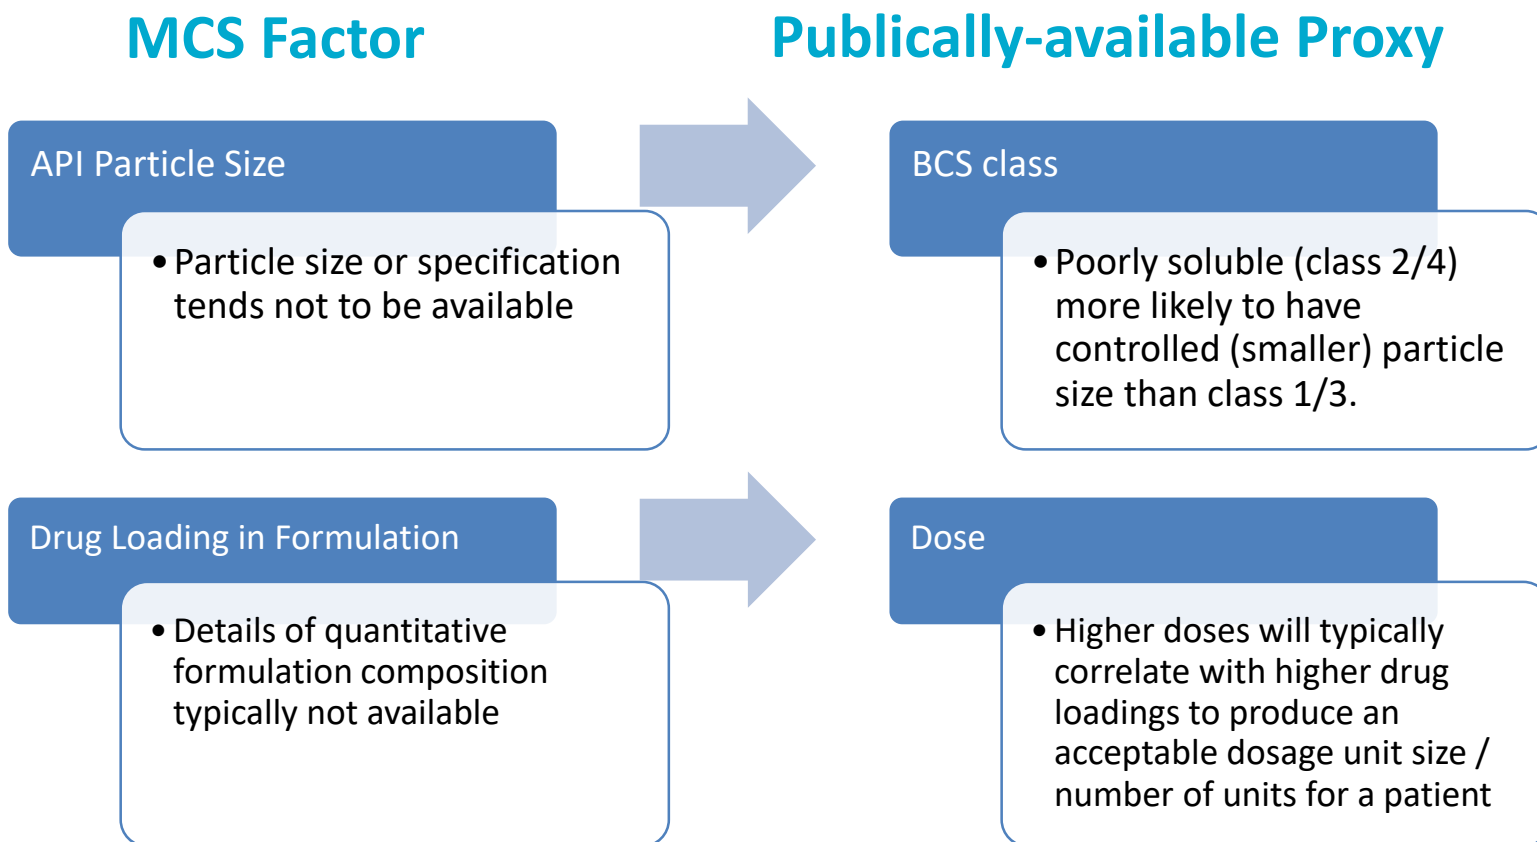 MCS Factor
Publically-available Proxy
API Particle Size
• Particle size or specification
tends not to be available
BCS class
• Poorly soluble (class 2/4)
more likely to have
controlled (smaller) particle
size than class 1/3.
Drug Loading in Formulation
• Details of quantitative
formulation composition
typically not available
Dose
• Higher doses will typically
correlate with higher drug
loadings to produce an
acceptable dosage unit size /
number of units for a patient